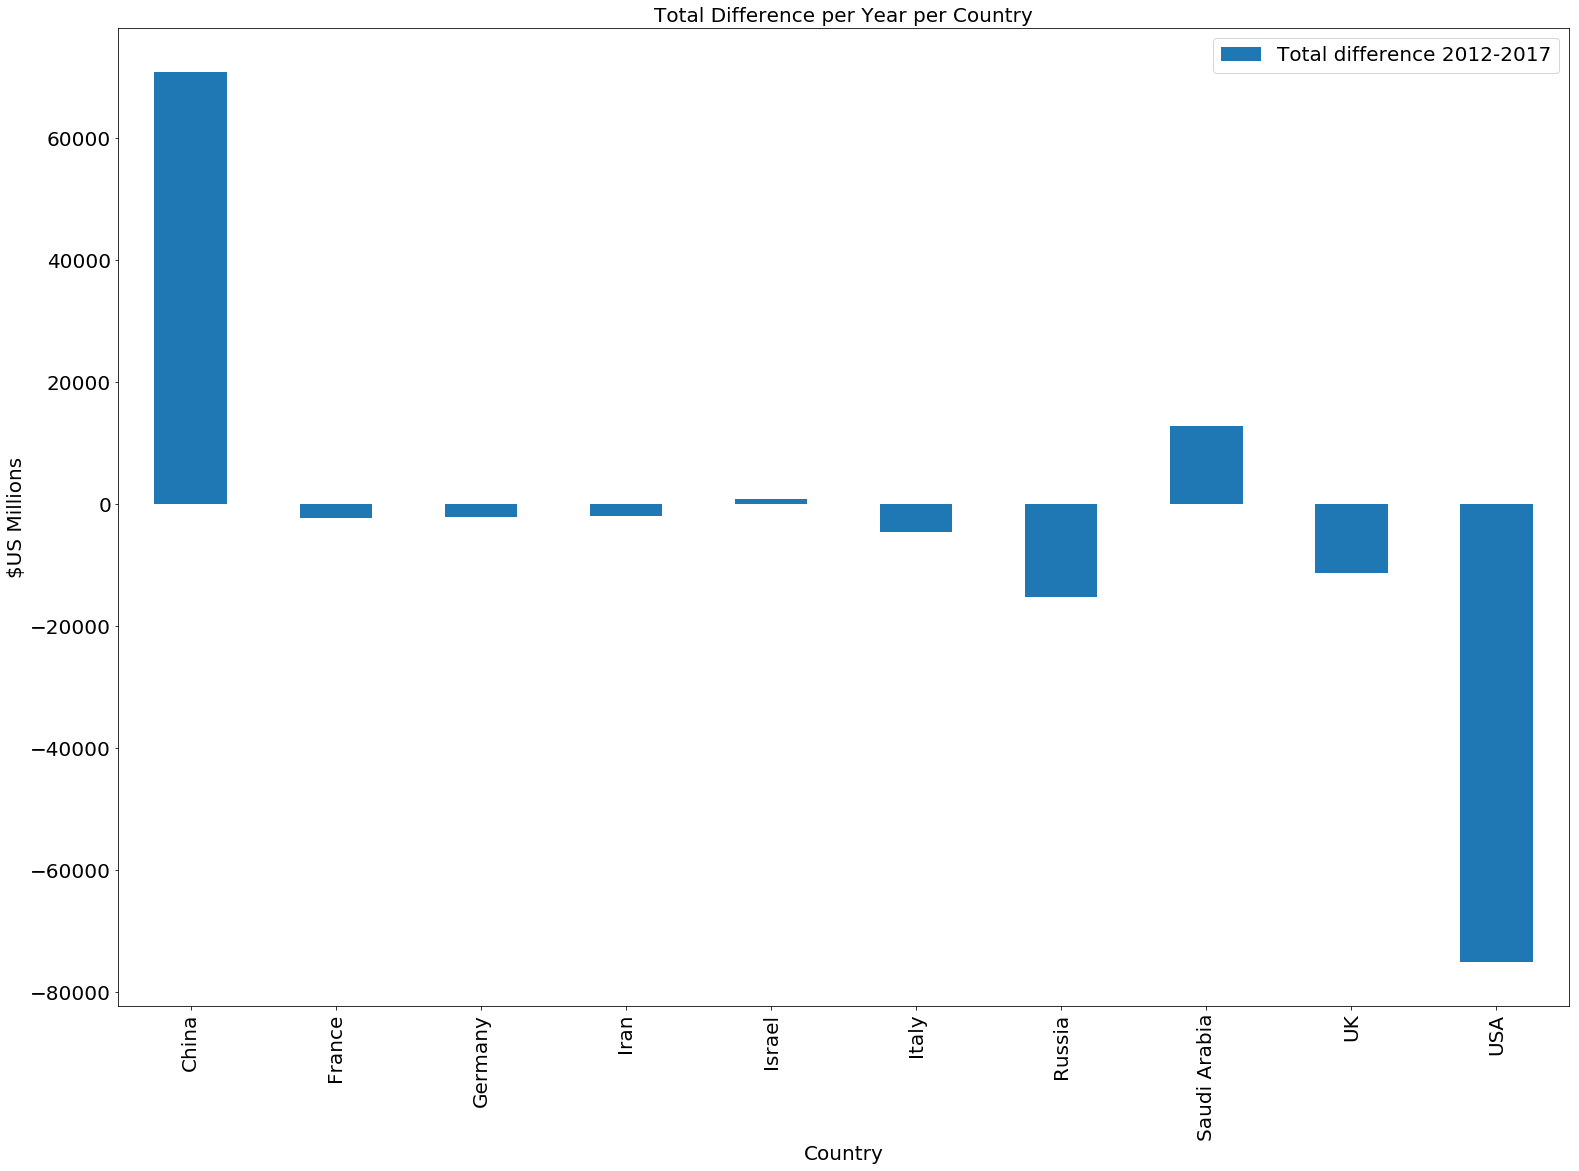 Total Difference per Year per Country
Total difference 2012-2017
$US Millions
60000
40000
20000
0
−20000
−40000
−60000
−80000
China
France
Germany
Iran
Israel
Italy
Russia
Saudi Arabia
UK
USA
Country